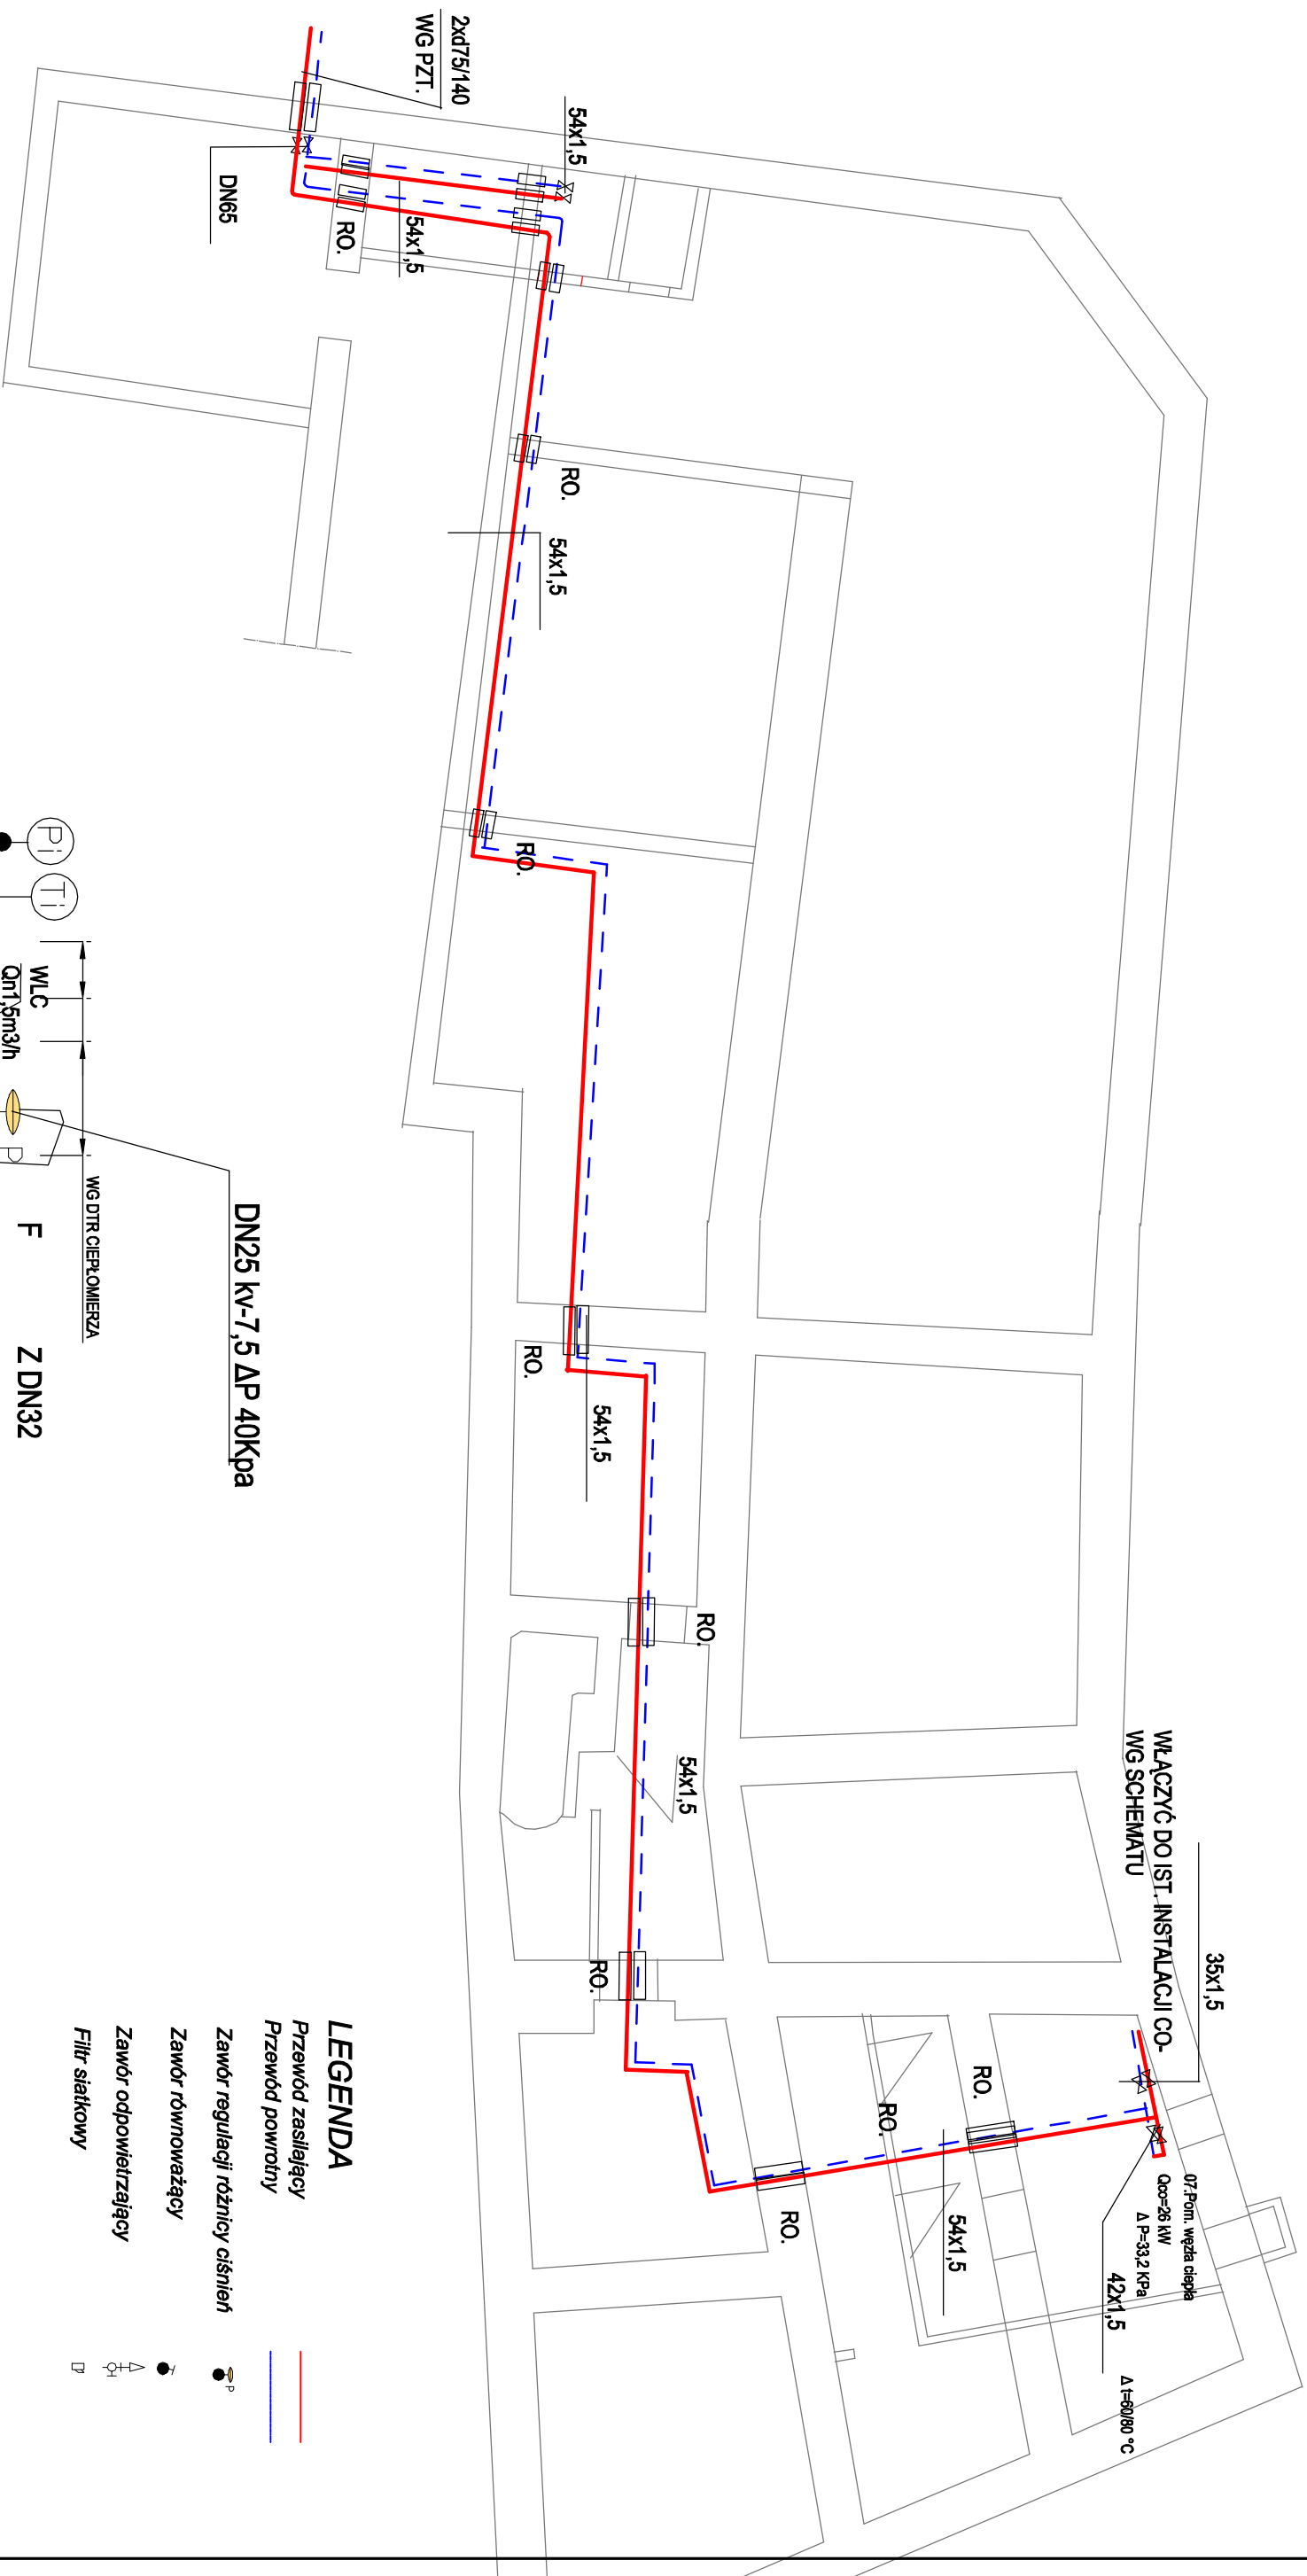 2xd75/140
WG PZT.
54x1,5
DN65
RO.
54x1,5
RO.
54x1,5
RO.
RO.
54x1,5
RO.
54x1,5
RO.
RO.
RO.
RO.
54x1,5
WŁĄCZYĆ DO IST. INSTALACJI CO-
WG SCHEMATU
35x1,5
07.Pom. węzła ciepła
Qco=26 kW
Δ P=33,2 KPa
42x1,5
Δ t=60/80 °C
Pi
Ti
WLC
Qn1,5m3/h
WG DTR CIEPŁOMIERZA
P
F
Z DN32
DN25 kv-7,5 ΔP 40Kpa
LEGENDA
Przewód zasilający
Przewód powrotny
Zawór regulacji różnicy ciśnień
P
Zawór równoważący
Zawór odpowietrzający
Filtr siatkowy